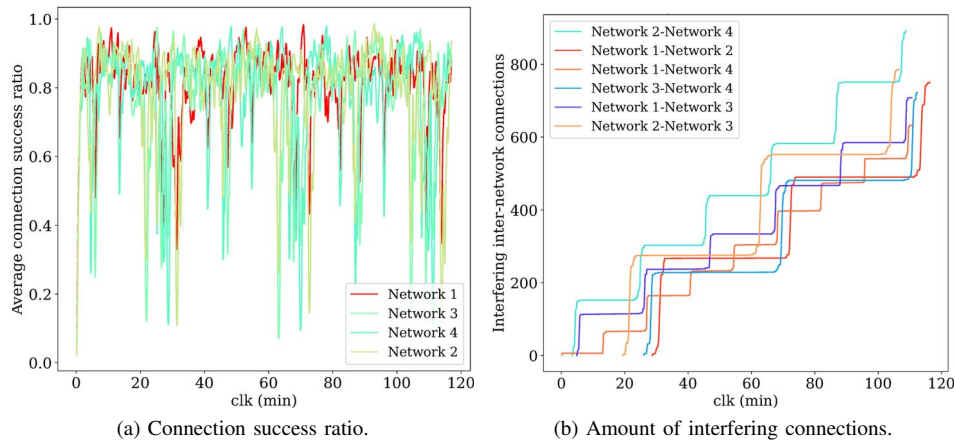 Average connection success ratio
1.0
0.8
0.6
0.4
0.2
0.0
0
20
40
60
80
100
120
clk (min)
Network 1
Network 3
Network 4
Network 2
(a) Connection success ratio.
Interfering inter-network connections
800
600
400
200
0
0
20
40
60
80
100
120
clk (min)
Network 2-Network 4
Network 1-Network 2
Network 1-Network 4
Network 3-Network 4
Network 1-Network 3
Network 2-Network 3
(b) Amount of interfering connections.